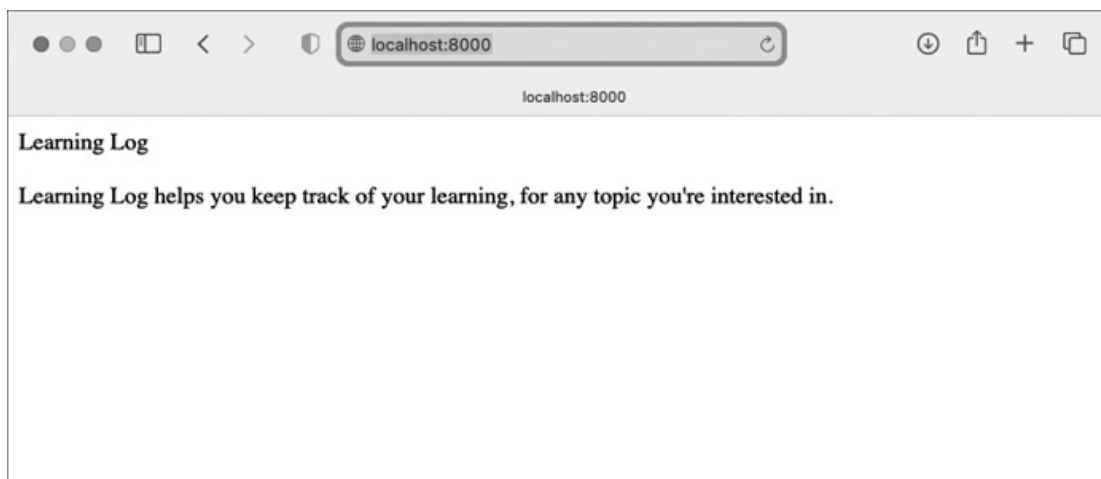 localhost:8000
localhost:8000
Learning Log
Learning Log helps you keep track of your learning, for any topic you're interested in.